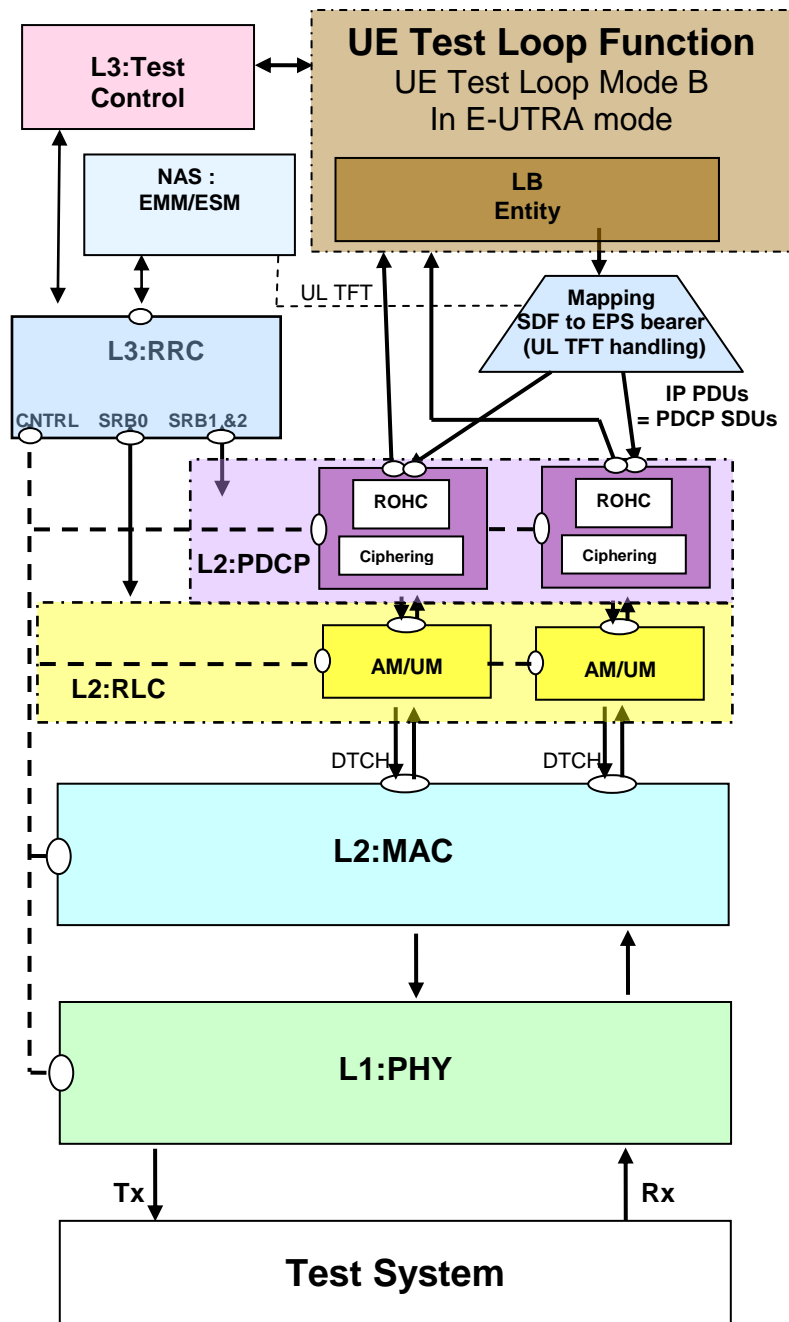 UE Test Loop Function
UE Test Loop Mode B
In E-UTRA mode
L3:Test
Control
NAS :
EMM/ESM
LB
Entity
UL TFT
Mapping
SDF to EPS bearer
(UL TFT handling)
L3:RRC
CNTRL SRB0 SRB1,&2
IP PDUs
= PDCP SDUs
ROHC
ROHC
Ciphering
Ciphering
L2:PDCP
AM/UM
AM/UM
L2:RLC
DTCH
DTCH
L2:MAC
L1:PHY
Tx
Rx
Test System